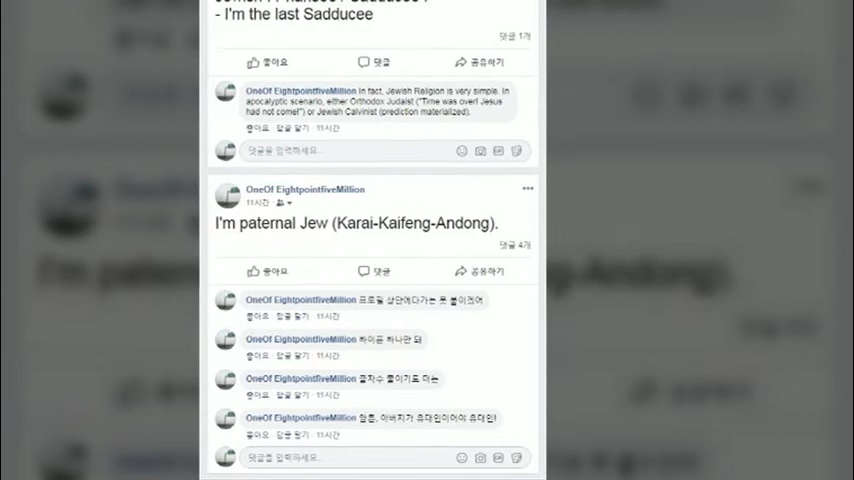 - I'm the last Sadducee
댓글 1개
좋아요 댓글 공유하기
OneOf EightpointfiveMillion In fact, Jewish Religion is very simple. In
apocalyptic scenario, either Orthodox Judaist ("Time was over! Jesus
had not come!") or Jewish Calvinist (prediction materialized).
좋아요 · 답글 달기 · 11시간
댓글을 입력하세요...
OneOf EightpointfiveMillion
11시간
I'm paternal Jew (Karai-Kaifeng-Andong).
댓글 4개
좋아요 댓글 공유하기
OneOf EightpointfiveMillion 프로필 상단에다가는 못 붙이겠어
좋아요 · 답글 달기 · 11시간
OneOf EightpointfiveMillion 하이픈 하나만 돼
좋아요 · 답글 달기 · 11시간
OneOf EightpointfiveMillion 글자수 줄이기도 더는
좋아요 · 답글 달기 · 11시간
OneOf EightpointfiveMillion 암튼, 아버지가 유대인이어야 유대인!
좋아요 · 답글 달기 · 11시간
댓글을 입력하세요...